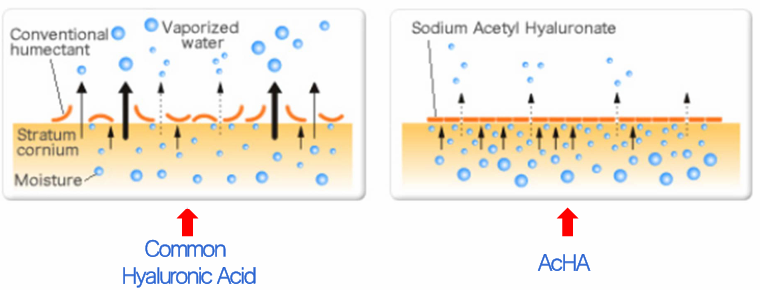 Conventional
humectant
Vaporized
water
Stratum
cornium
Moisture
Common
Hyaluronic Acid
Sodium Acetyl Hyaluronate
AcHA